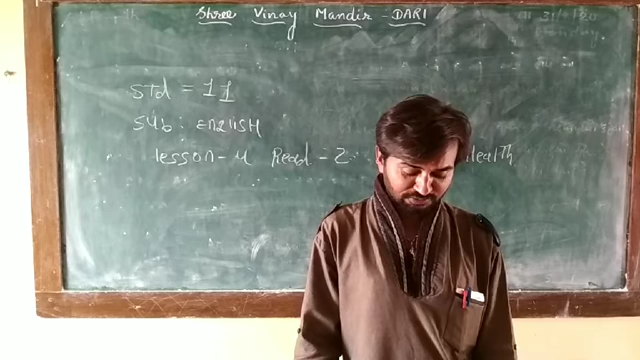 Shree Vinay Mandir - DARI
Std = 11
Sub : ENGLISH
lesson - 4 Read - 2 : Health